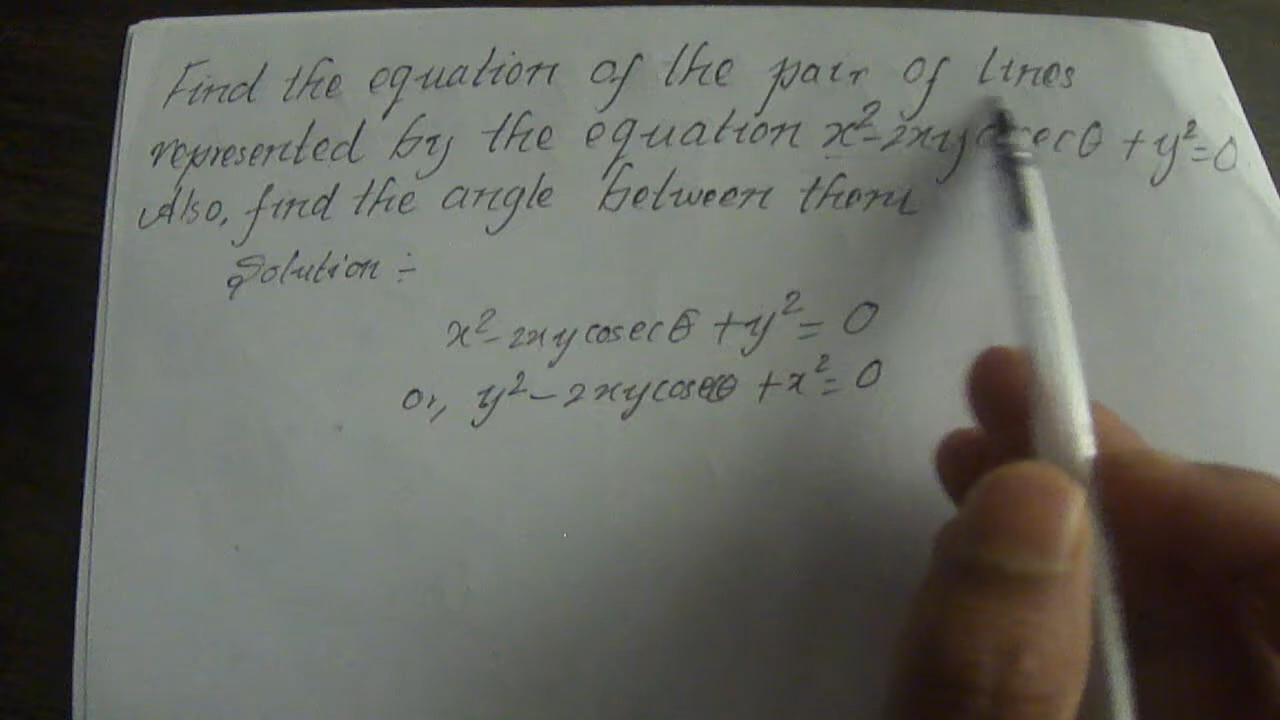 Find the equation of the pair of lines
represented by the equation x² - 2xy cosecθ + y² = 0
Also, find the angle between them
Solution :-
x² - 2xy cosecθ + y² = 0
or, y² - 2xy cosecθ + x² = 0